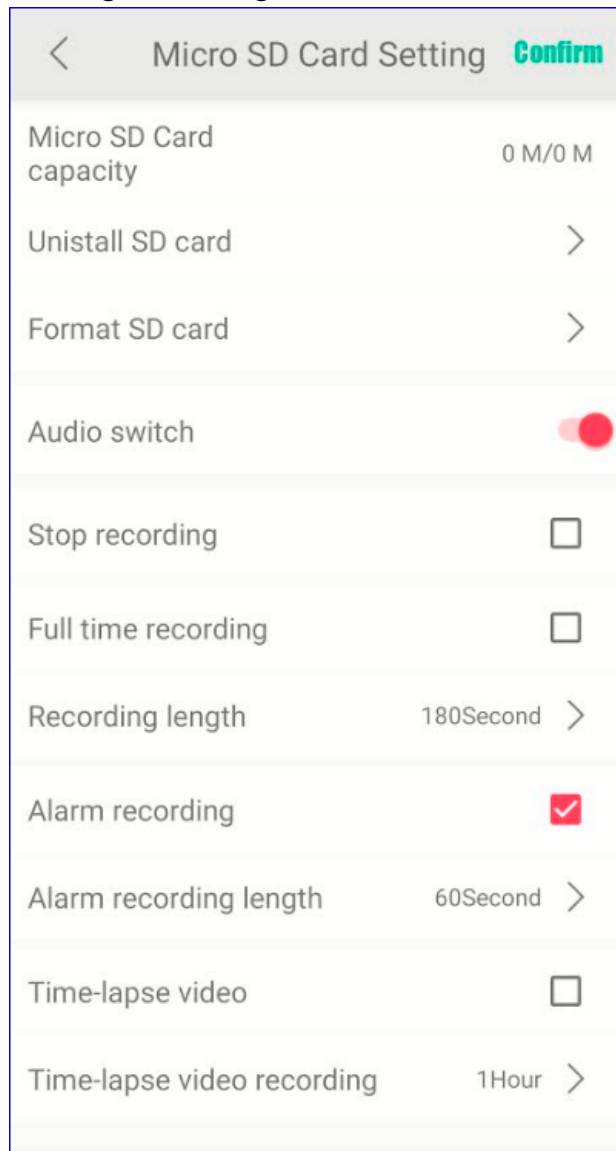 Micro SD Card Setting Confirm
Micro SD Card
capacity
0 M/0 M
Unistall SD card
Format SD card
Audio switch
Stop recording
Full time recording
Recording length 180Second
Alarm recording
Alarm recording length 60Second
Time-lapse video
Time-lapse video recording 1Hour